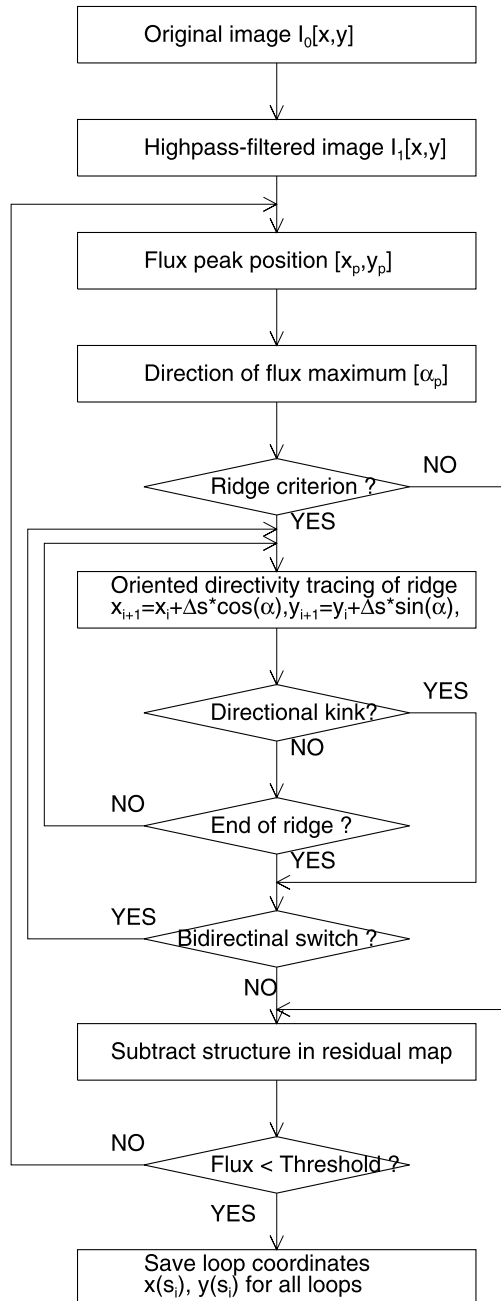 Original image I₀[x,y]
Highpass-filtered image I₁[x,y]
Flux peak position [xₚ,yₚ]
Direction of flux maximum [αₚ]
NO
Ridge criterion ?
YES
Oriented directivity tracing of ridge
xᵢ₊₁=xᵢ+Δs*cos(α),yᵢ₊₁=yᵢ+Δs*sin(α),
YES
Directional kink?
NO
NO
End of ridge ?
YES
YES
Bidirectinal switch ?
NO
Subtract structure in residual map
NO
Flux < Threshold ?
YES
Save loop coordinates
x(sᵢ), y(sᵢ) for all loops